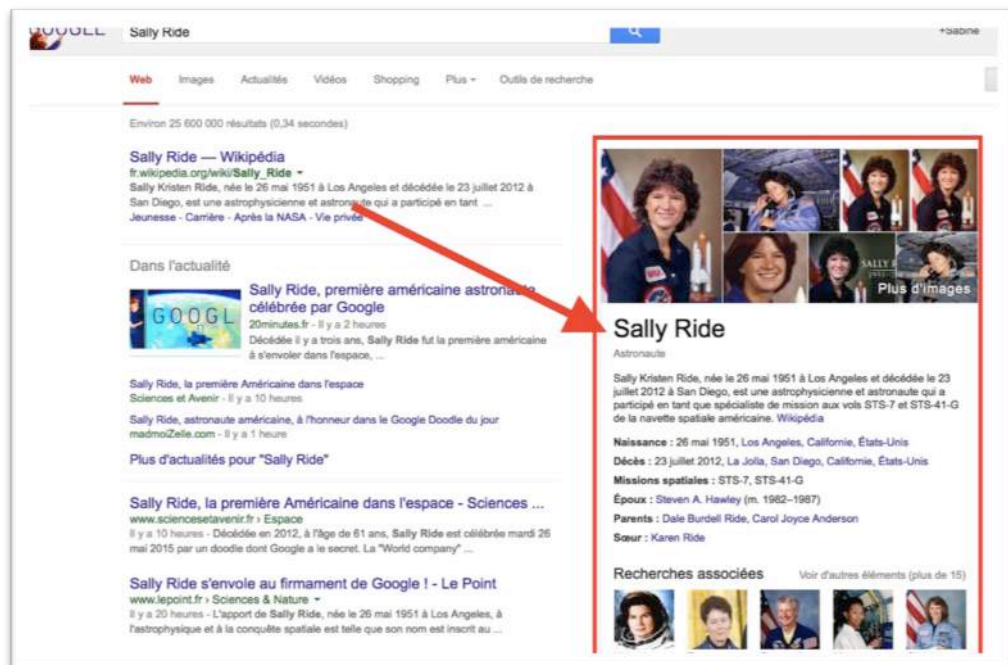 GOOGLE
Sally Ride
+Sabine
Web Images Actualités Vidéos Shopping Plus Outils de recherche
Environ 25 600 000 résultats (0,34 secondes)
Sally Ride — Wikipédia
fr.wikipedia.org/wiki/Sally_Ride
Sally Kristen Ride, née le 26 mai 1951 à Los Angeles et décédée le 23 juillet 2012 à
San Diego, est une astrophysicienne et astronaute qui a participé en tant ...
Jeunesse - Carrière - Après la NASA - Vie privée
Dans l'actualité
GOOGL
Sally Ride, première américaine astronaute
célébrée par Google
20minutes.fr - Il y a 2 heures
Décédée il y a trois ans, Sally Ride fut la première américaine
à s'envoler dans l'espace, ...
Sally Ride, la première Américaine dans l'espace
Sciences et Avenir - Il y a 10 heures
Sally Ride, astronaute américaine, à l'honneur dans le Google Doodle du jour
madmoiZelle.com - Il y a 1 heure
Plus d'actualités pour "Sally Ride"
Sally Ride, la première Américaine dans l'espace - Sciences ...
www.sciencesetavenir.fr › Espace
Il y a 10 heures - Décédée en 2012, à l'âge de 61 ans, Sally Ride est célébrée mardi 26
mai 2015 par un doodle dont Google a le secret. La "World company" ...
Sally Ride s'envole au firmament de Google ! - Le Point
www.lepoint.fr › Sciences & Nature
Il y a 20 heures - L'apport de Sally Ride, née le 26 mai 1951 à Los Angeles, à
l'astrophysique et à la conquête spatiale est telle que son nom est inscrit au ...
SALLY R
Plus d'images
Sally Ride
Astronaute
Sally Kristen Ride, née le 26 mai 1951 à Los Angeles et décédée le 23
juillet 2012 à San Diego, est une astrophysicienne et astronaute qui a
participé en tant que spécialiste de mission aux vols STS-7 et STS-41-G
de la navette spatiale américaine. Wikipédia
Naissance : 26 mai 1951, Los Angeles, Californie, États-Unis
Décès : 23 juillet 2012, La Jolla, San Diego, Californie, États-Unis
Missions spatiales : STS-7, STS-41-G
Époux : Steven A. Hawley (m. 1982–1987)
Parents : Dale Burdell Ride, Carol Joyce Anderson
Sœur : Karen Ride
Recherches associées Voir d'autres éléments (plus de 15)